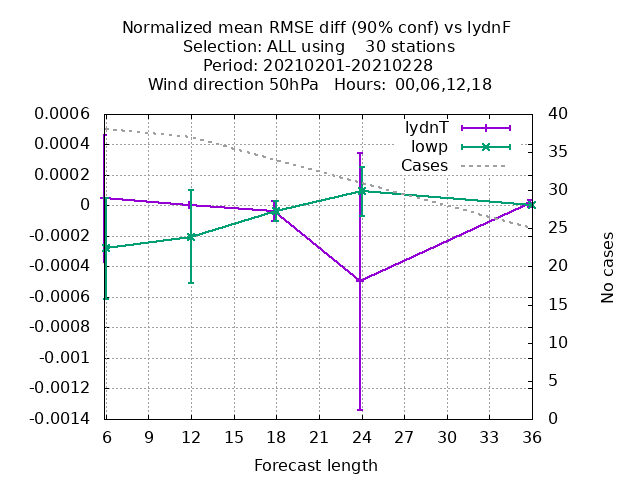 Normalized mean RMSE diff (90% conf) vs IydnF
Selection: ALL using    30 stations
Period: 20210201-20210228
Wind direction 50hPa   Hours: 00,06,12,18
IydnT
Iowp
Cases
0.0006
0.0004
0.0002
0
-0.0002
-0.0004
-0.0006
-0.0008
-0.001
-0.0012
-0.0014
40
35
30
25
20
15
10
5
0
No cases
6 9 12 15 18 21 24 27 30 33 36
Forecast length